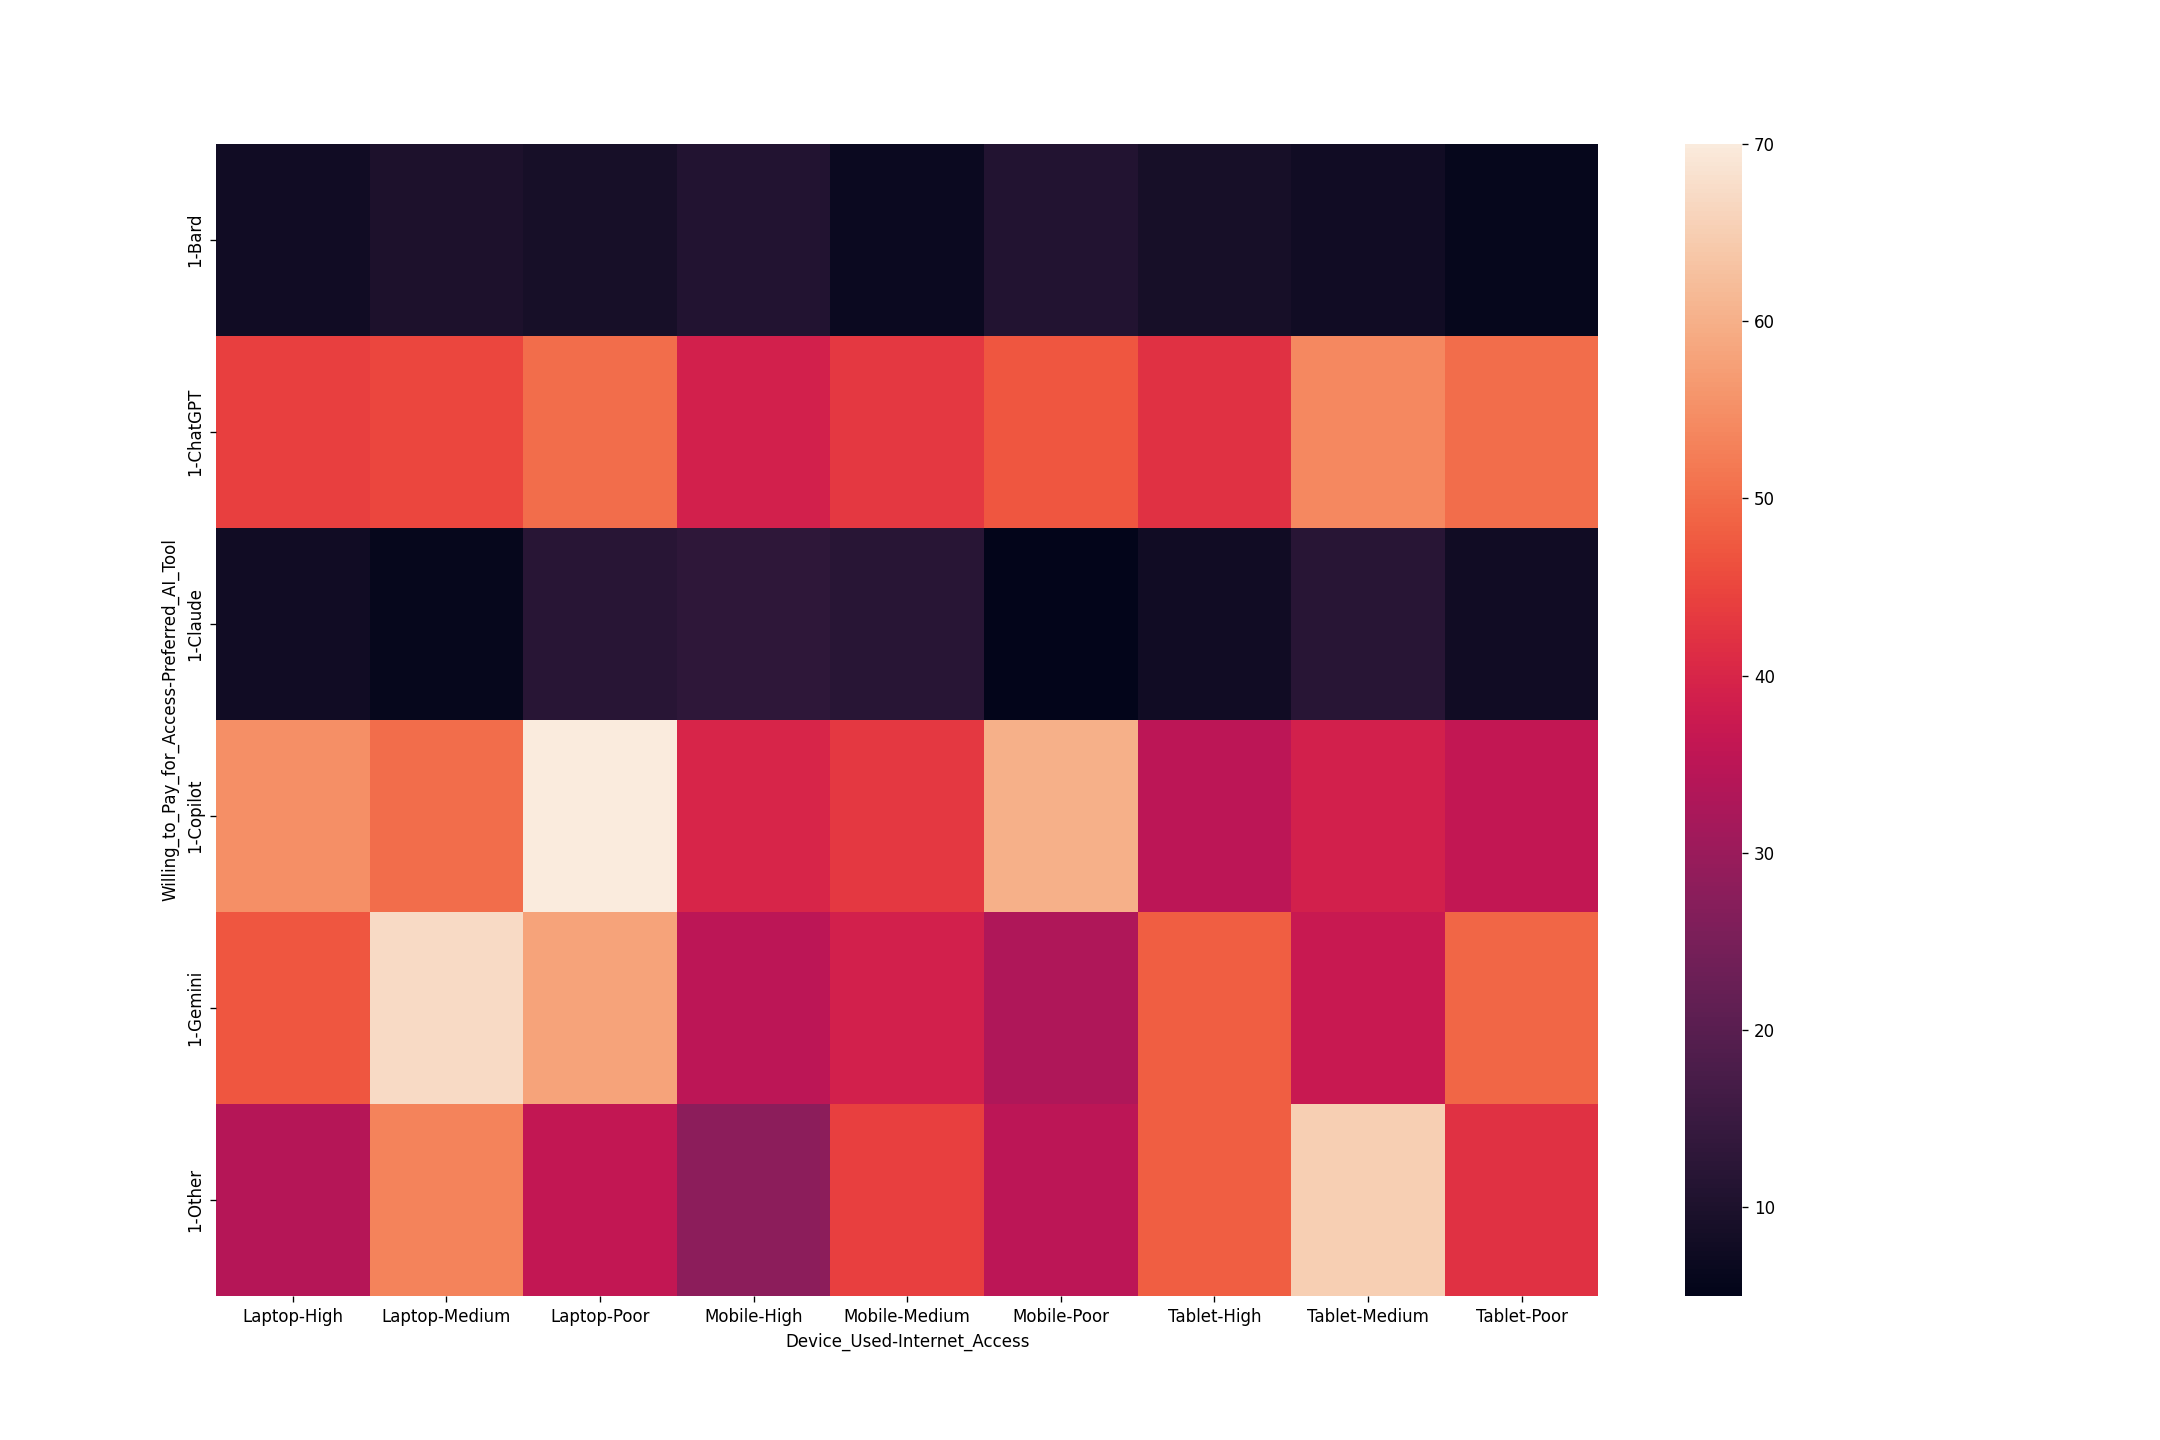 Willing_to_Pay_for_Access-Preferred_AI_Tool
1-Bard
1-ChatGPT
1-Claude
1-Copilot
1-Gemini
1-Other
Laptop-High
Laptop-Medium
Laptop-Poor
Mobile-High
Mobile-Medium
Mobile-Poor
Tablet-High
Tablet-Medium
Tablet-Poor
Device_Used-Internet_Access
70
60
50
40
30
20
10